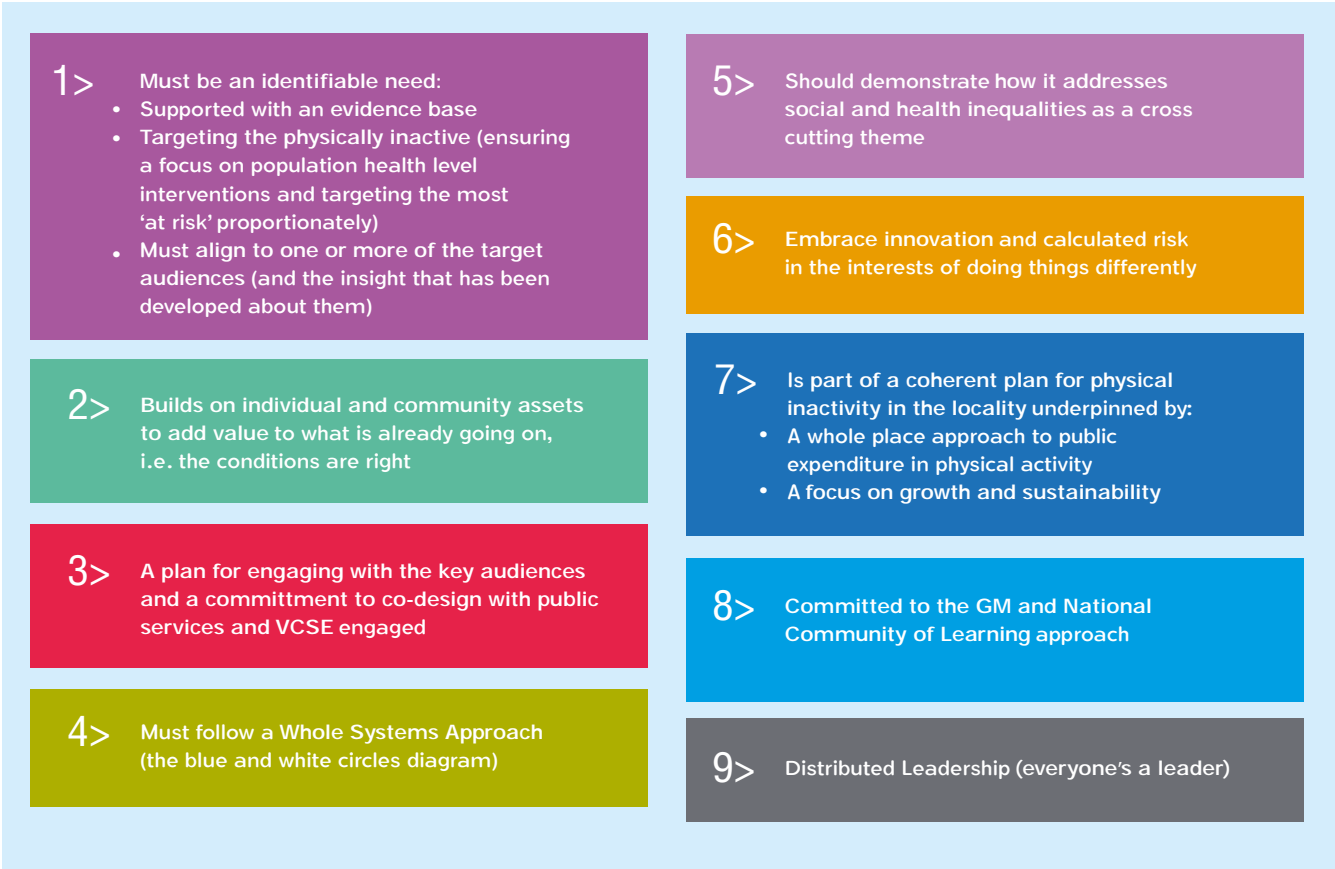 1> Must be an identifiable need:
• Supported with an evidence base
• Targeting the physically inactive (ensuring
a focus on population health level
interventions and targeting the most
‘at risk’ proportionately)
• Must align to one or more of the target
audiences (and the insight that has been
developed about them)
2> Builds on individual and community assets
to add value to what is already going on,
i.e. the conditions are right
3> A plan for engaging with the key audiences
and a committment to co-design with public
services and VCSE engaged
4> Must follow a Whole Systems Approach
(the blue and white circles diagram)
5> Should demonstrate how it addresses
social and health inequalities as a cross
cutting theme
6> Embrace innovation and calculated risk
in the interests of doing things differently
7> Is part of a coherent plan for physical
inactivity in the locality underpinned by:
• A whole place approach to public
expenditure in physical activity
• A focus on growth and sustainability
8> Committed to the GM and National
Community of Learning approach
9> Distributed Leadership (everyone's a leader)